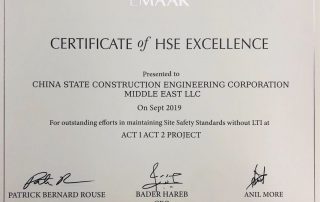 EMAAR
CERTIFICATE of HSE EXCELLENCE
Presented to
CHINA STATE CONSTRUCTION ENGINEERING CORPORATION
MIDDLE EAST LLC
On Sept 2019
For outstanding efforts in maintaining Site Safety Standards without LTI at
ACT 1 ACT 2 PROJECT
PATRICK BERNARD ROUSE
BADER HAREB
ANIL MORE